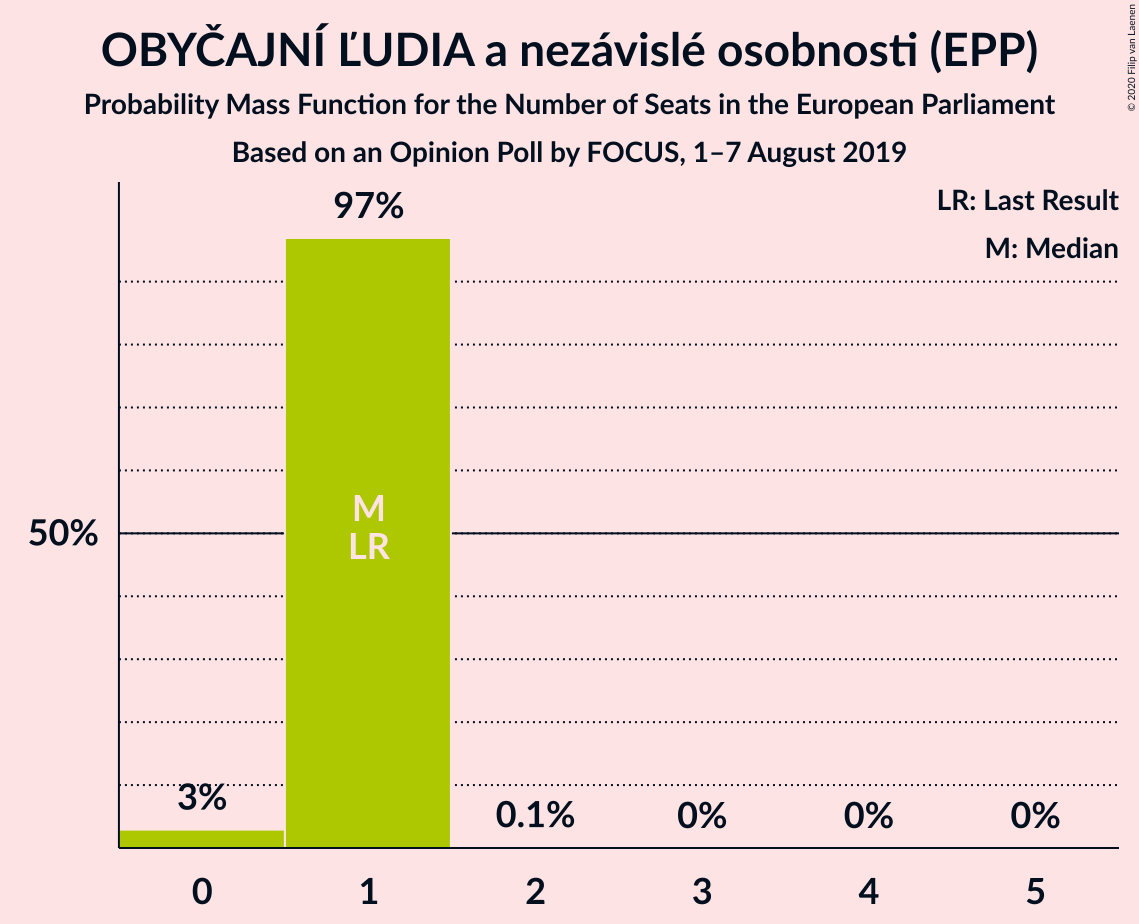 OBYČAJNÍ ĽUDIA a nezávislé osobnosti (EPP)
Probability Mass Function for the Number of Seats in the European Parliament
Based on an Opinion Poll by FOCUS, 1–7 August 2019
© 2020 Filip van Laenen
LR: Last Result
M: Median
97%
M
LR
50%
3%
0.1%
0%
0%
0%
0
1
2
3
4
5